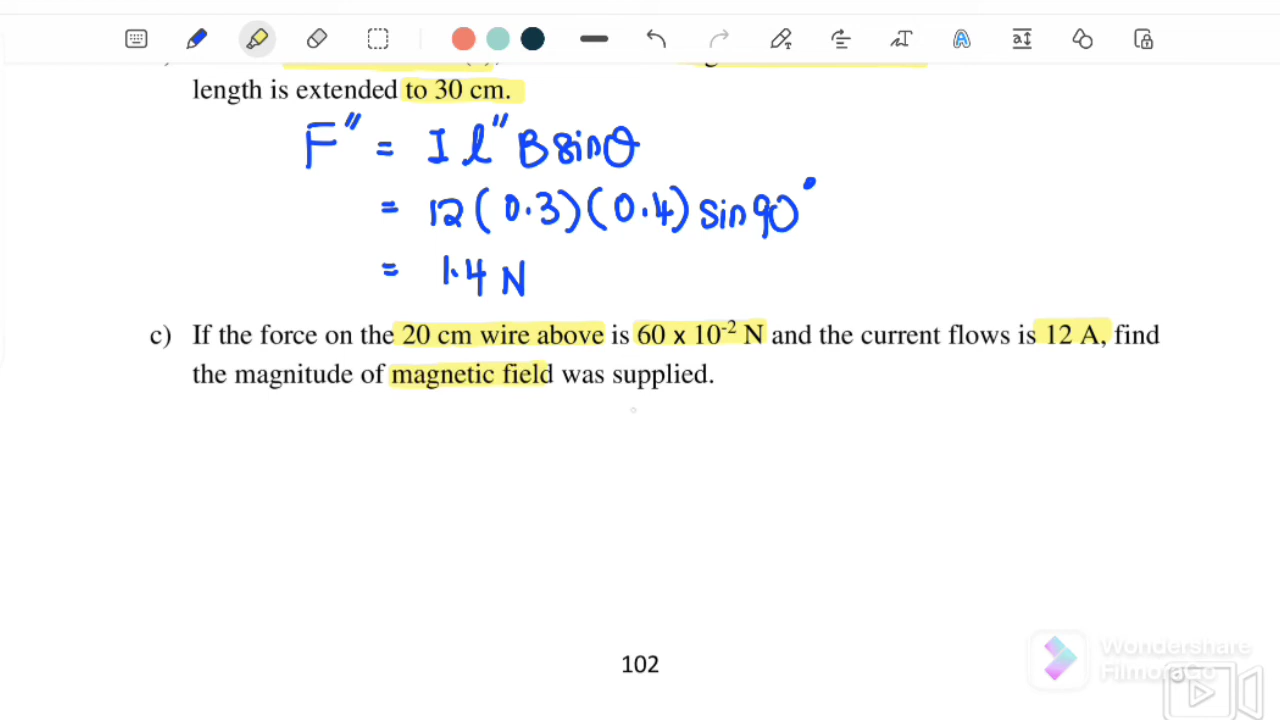 length is extended to 30 cm.
F″ = I l″ B sinθ
= 12 ( 0.3 ) ( 0.4 ) sin 90°
= 1.4 N
c) If the force on the 20 cm wire above is 60 x 10⁻² N and the current flows is 12 A, find
the magnitude of magnetic field was supplied.
102
Wondershare
FilmoraGo